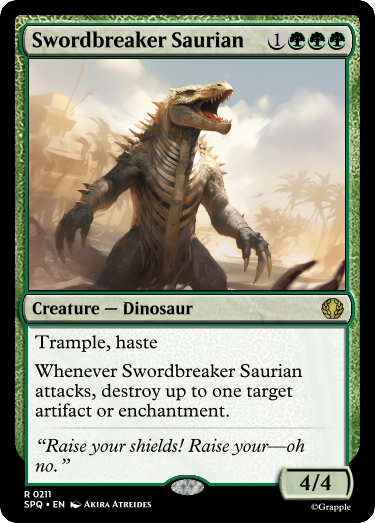 Swordbreaker Saurian 1
Creature — Dinosaur
Trample, haste
Whenever Swordbreaker Saurian
attacks, destroy up to one target
artifact or enchantment.
“Raise your shields! Raise your—oh
no.”
4/4
R 0211
SPQ • EN Akira Atreides
©Grapple